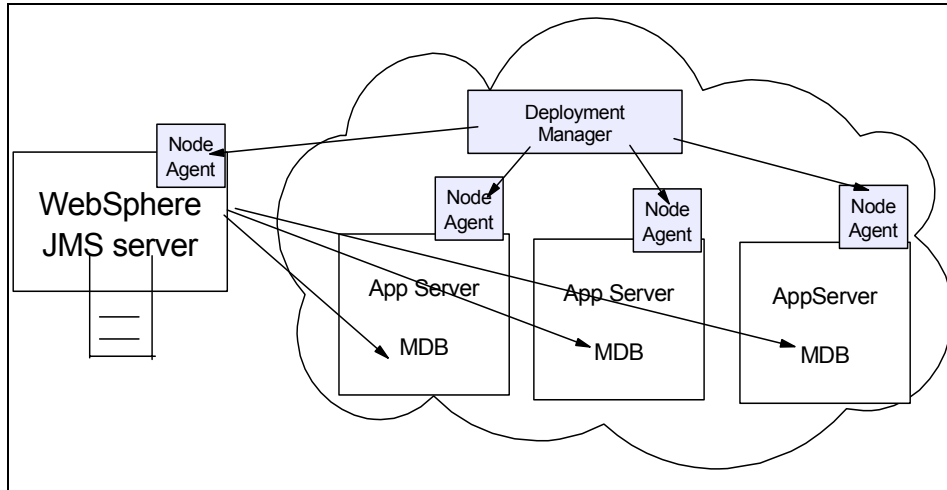 Deployment
Manager
Node
Agent
WebSphere
JMS server
Node
Agent
App Server
MDB
Node
Agent
App Server
MDB
Node
Agent
AppServer
MDB